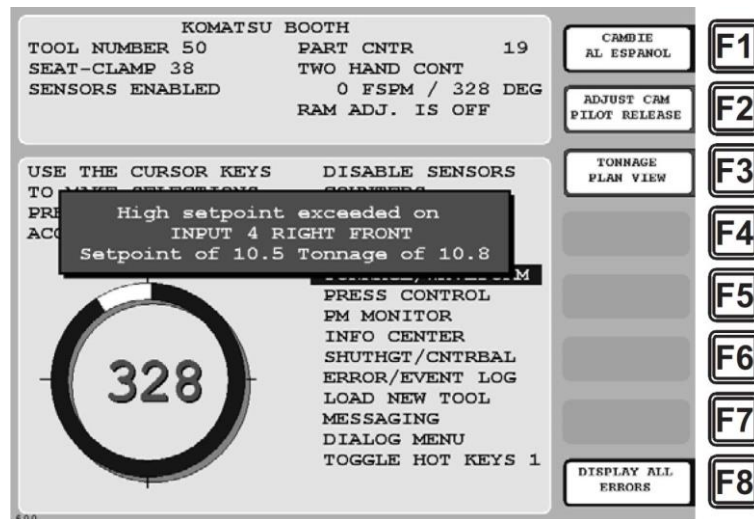 KOMATSU BOOTH
TOOL NUMBER 50 PART CNTR 19
SEAT-CLAMP 38 TWO HAND CONT
SENSORS ENABLED 0 FSPM / 328 DEG
RAM ADJ. IS OFF
USE THE CURSOR KEYS
DISABLE SENSORS
High setpoint exceeded on
INPUT 4 RIGHT FRONT
Setpoint of 10.5 Tonnage of 10.8
PRESS CONTROL
PM MONITOR
INFO CENTER
SHUTHGT/CNTRBAL
ERROR/EVENT LOG
LOAD NEW TOOL
MESSAGING
DIALOG MENU
TOGGLE HOT KEYS 1
328
CAMBIE
AL ESPANOL
F1
ADJUST CAM
PILOT RELEASE
F2
TONNAGE
PLAN VIEW
F3
F4
F5
F6
F7
DISPLAY ALL
ERRORS
F8